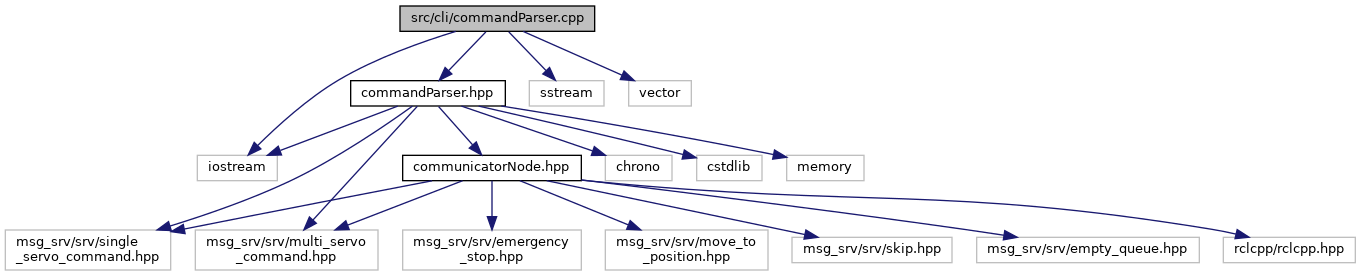 src/cli/commandParser.cpp
commandParser.hpp
sstream
vector
iostream
communicatorNode.hpp
chrono
cstdlib
memory
msg_srv/srv/single
_servo_command.hpp
msg_srv/srv/multi_servo
_command.hpp
msg_srv/srv/emergency
_stop.hpp
msg_srv/srv/move_to
_position.hpp
msg_srv/srv/skip.hpp
msg_srv/srv/empty_queue.hpp
rclcpp/rclcpp.hpp